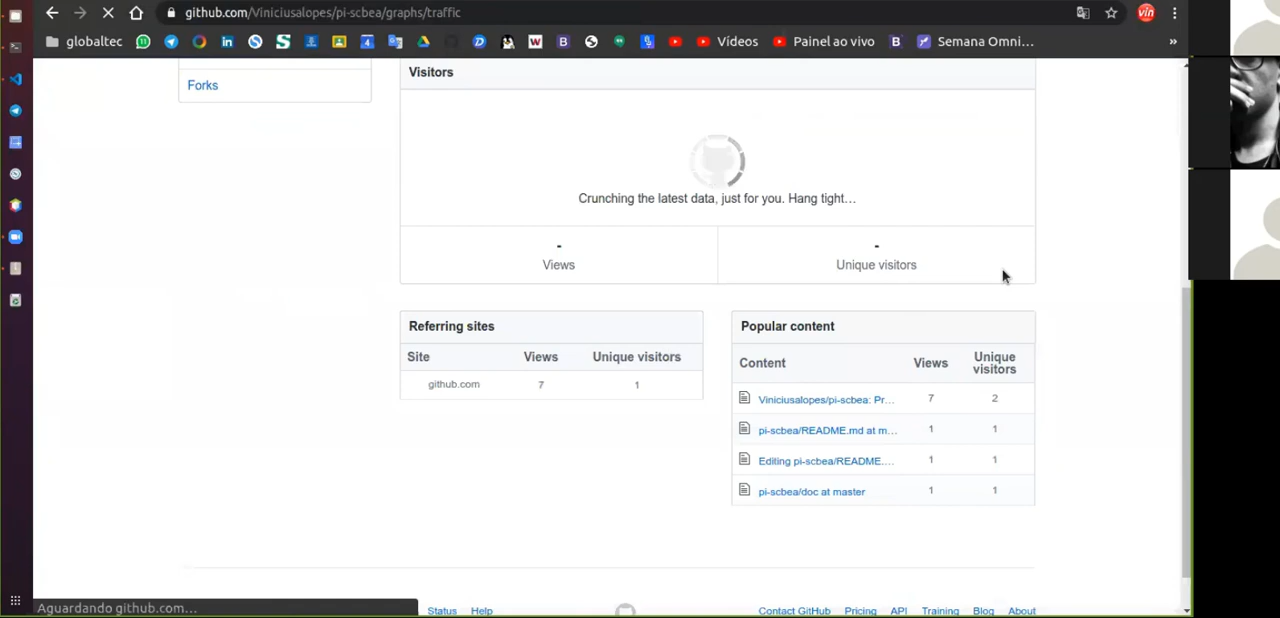 github.com/Viniciusalopes/pi-scbea/graphs/traffic
vin
globaltec
Vídeos
Painel ao vivo
B
Semana Omni...
»
Forks
Visitors
Crunching the latest data, just for you. Hang tight...
-
Views
-
Unique visitors
Referring sites
Site Views Unique visitors
github.com 7 1
Popular content
Content Views Unique visitors
Viniciusalopes/pi-scbea: Pr... 7 2
pi-scbea/README.md at m... 1 1
Editing pi-scbea/README.... 1 1
pi-scbea/doc at master 1 1
Aguardando github.com...
Status Help
Contact GitHub Pricing API Training Blog About